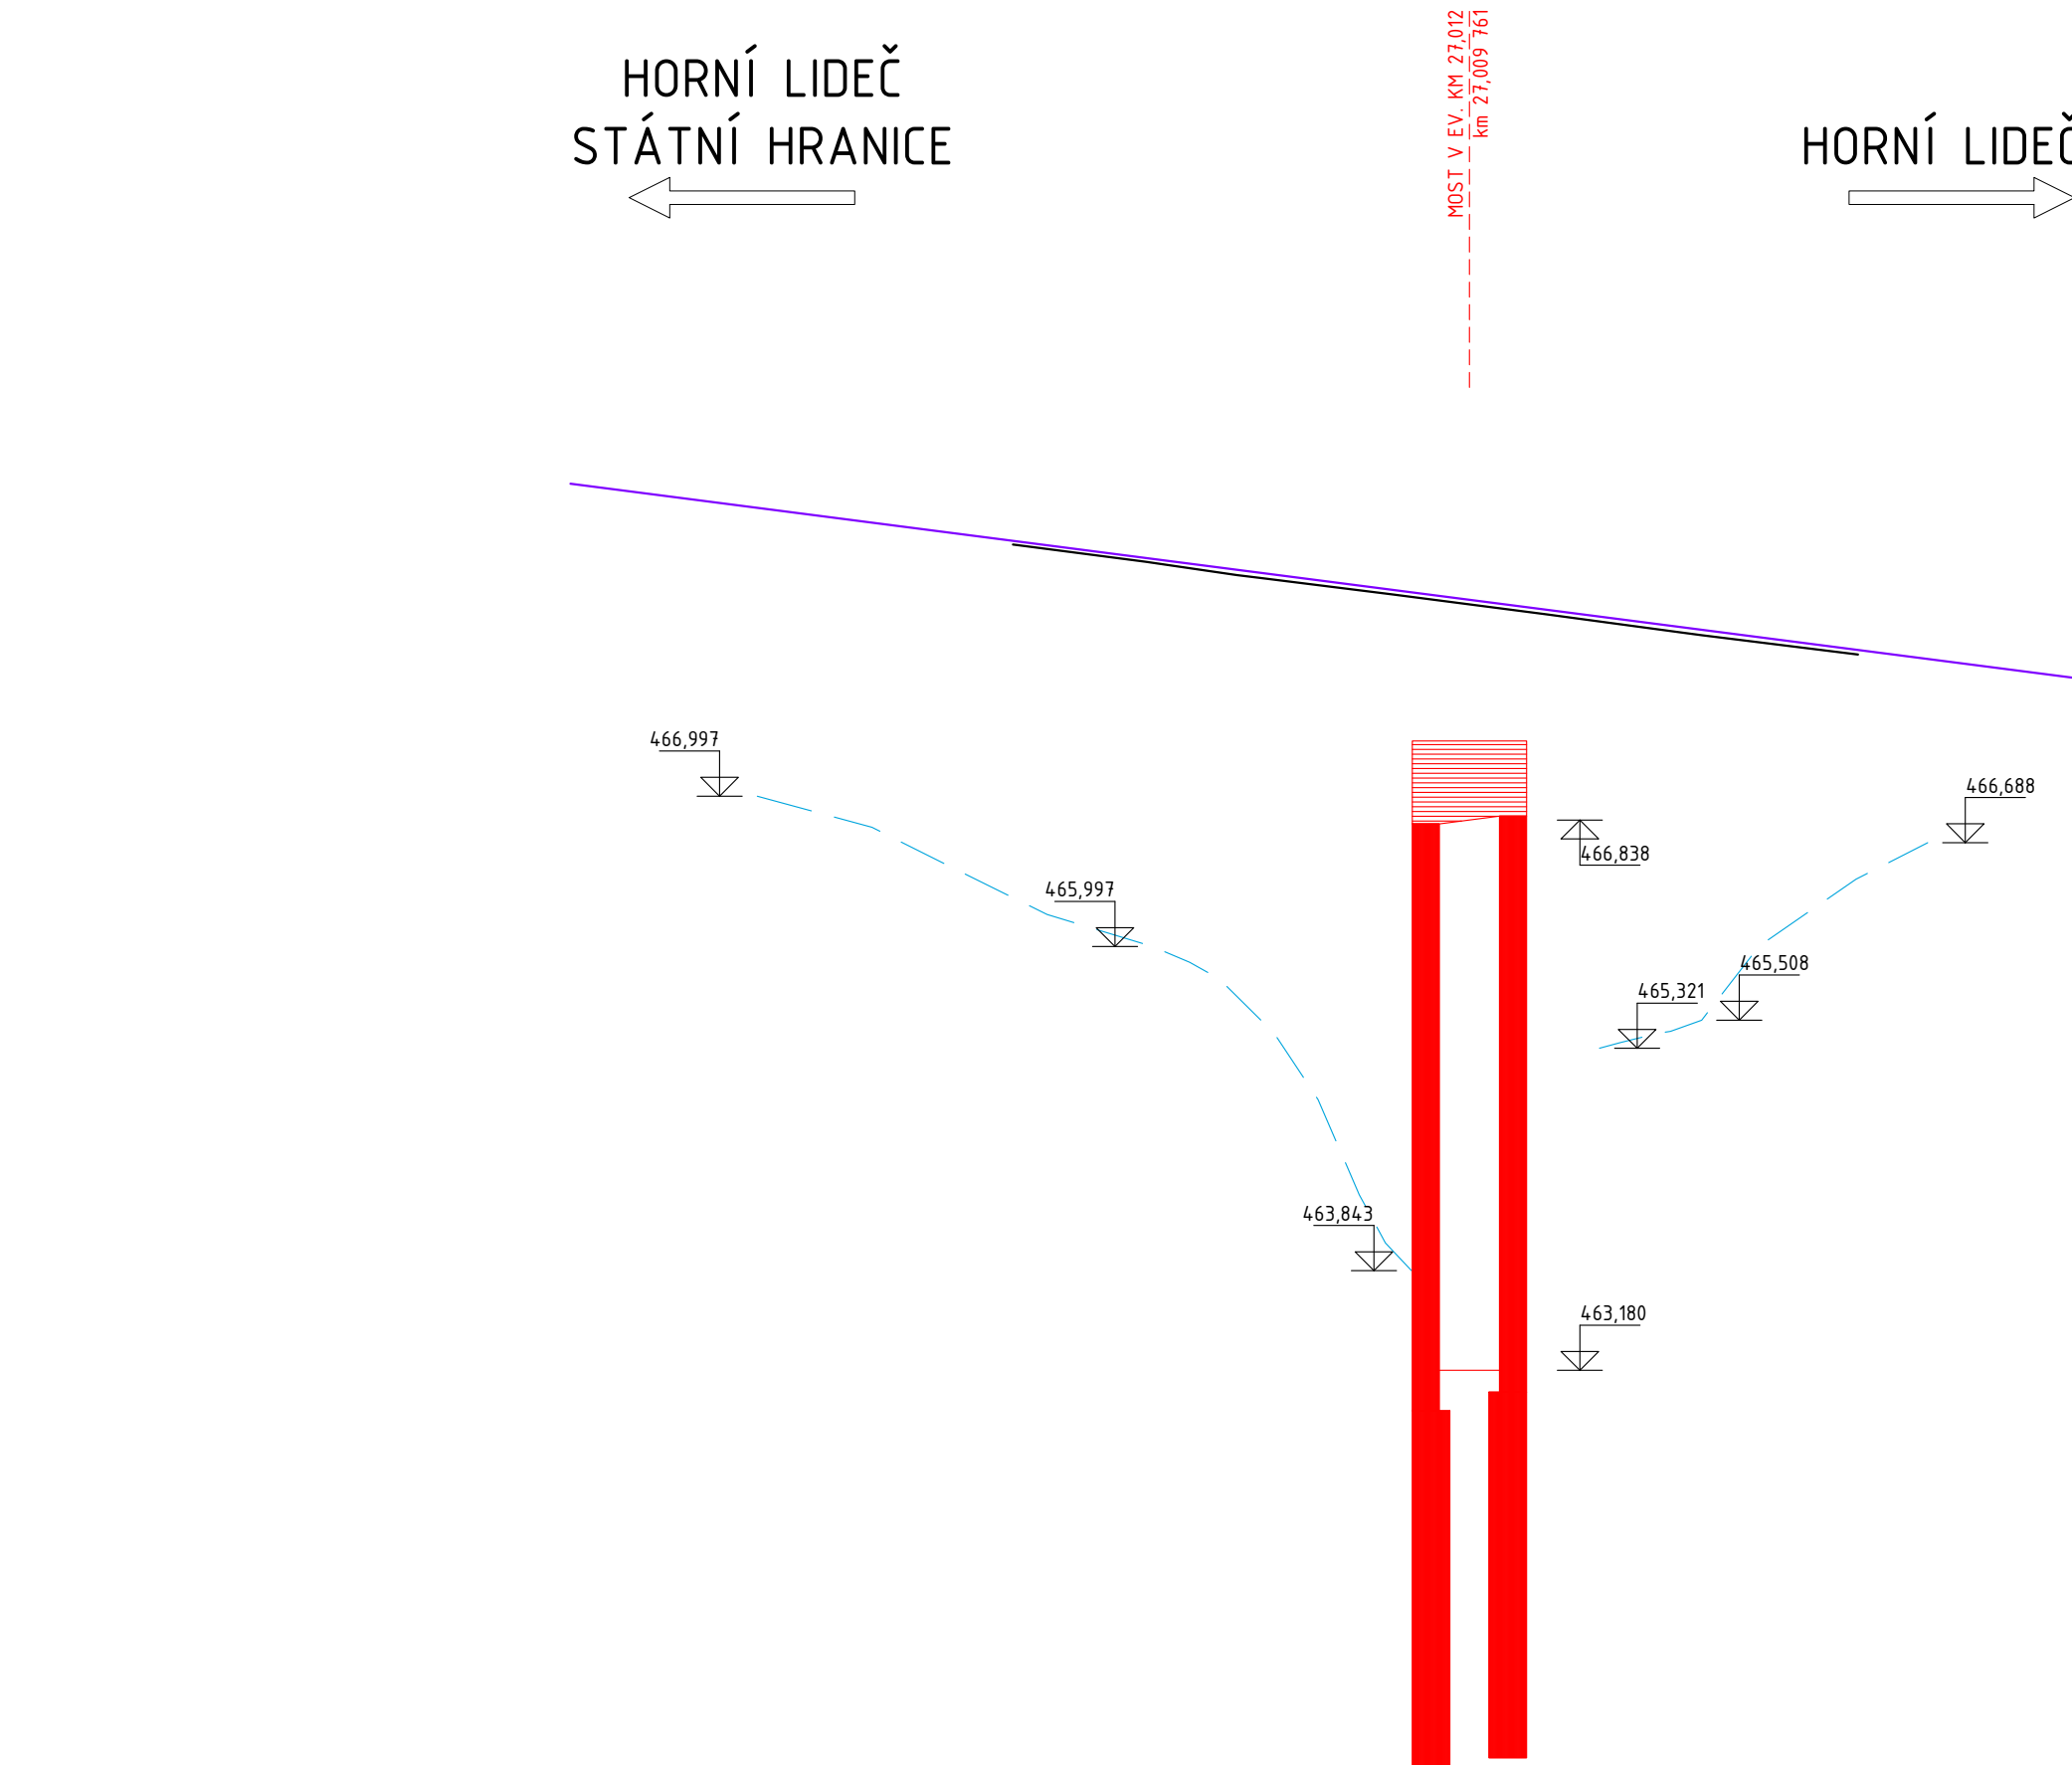 HORNÍ LIDEČ
STÁTNÍ HRANICE
MOST V EV. KM 27,012
km 27,009 761
HORNÍ LIDEČ
466,997
466,688
466,838
465,997
465,508
465,321
463,843
463,180